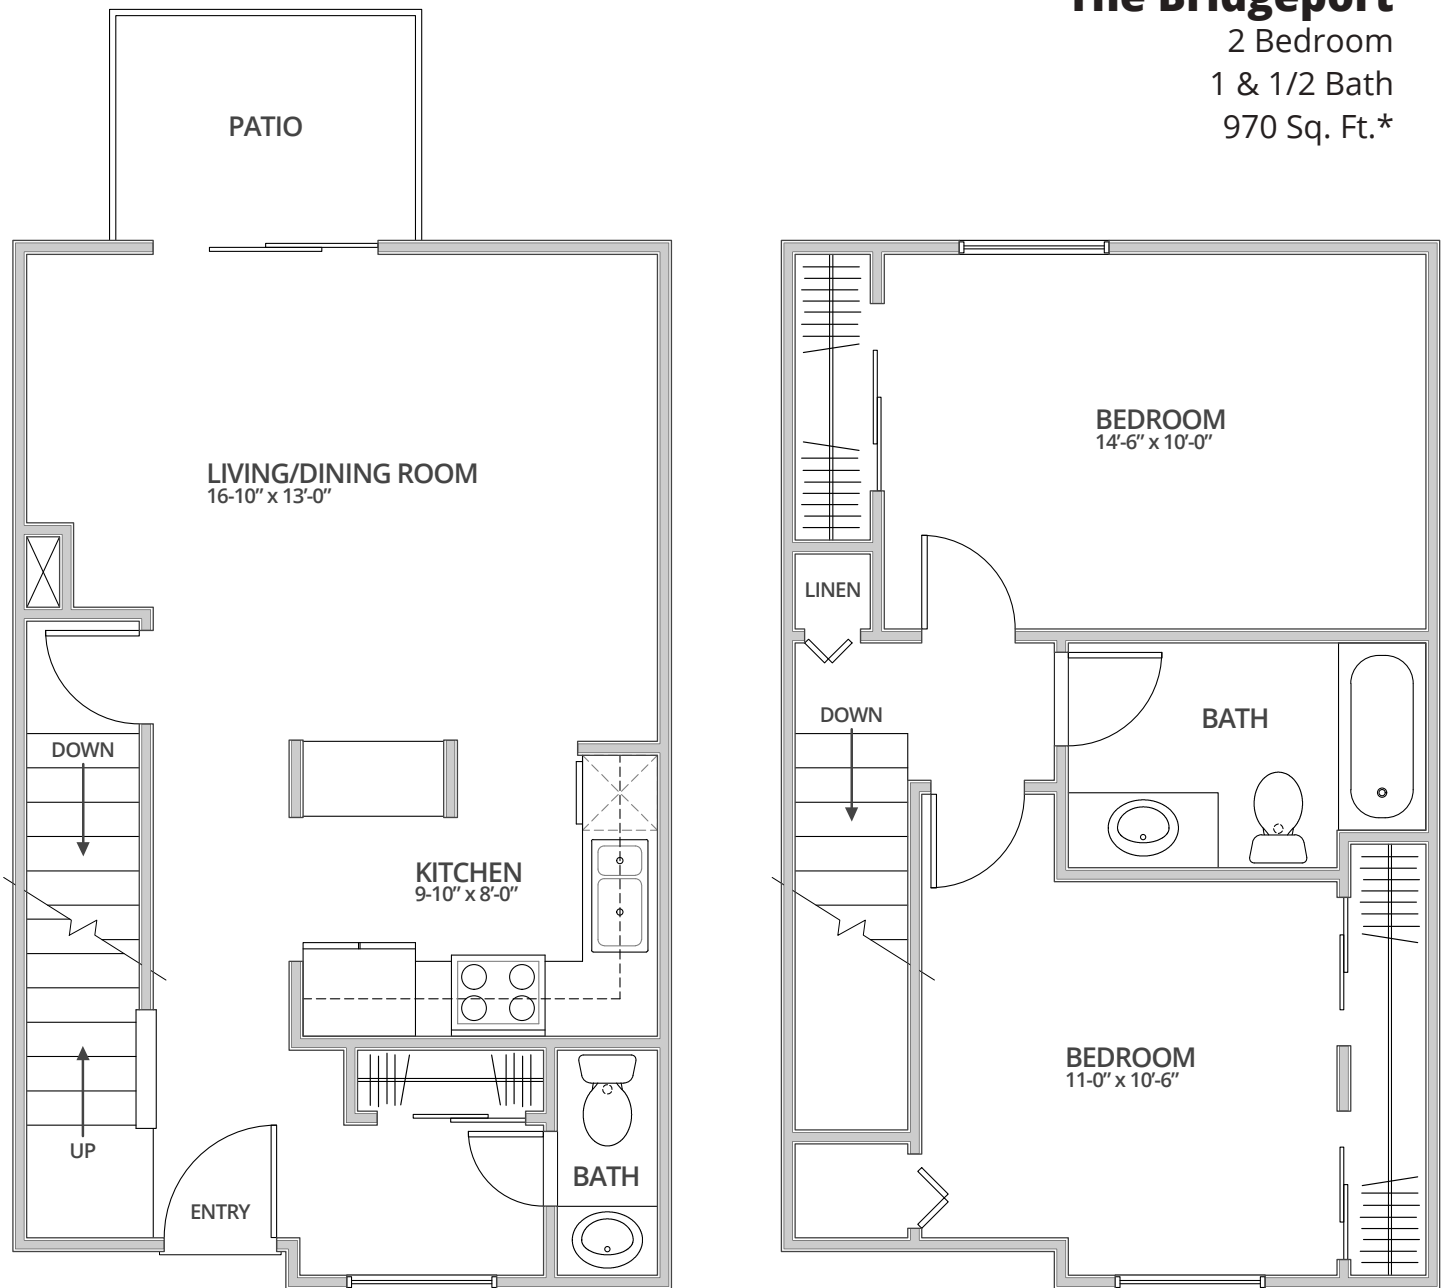 The Bridgeport
2 Bedroom
1 & 1/2 Bath
970 Sq. Ft.*
PATIO
LIVING/DINING ROOM
16-10” x 13’-0”
DOWN
KITCHEN
9-10” x 8’-0”
UP
ENTRY
BATH
BEDROOM
14’-6” x 10’-0”
LINEN
DOWN
BATH
BEDROOM
11-0” x 10’-6”